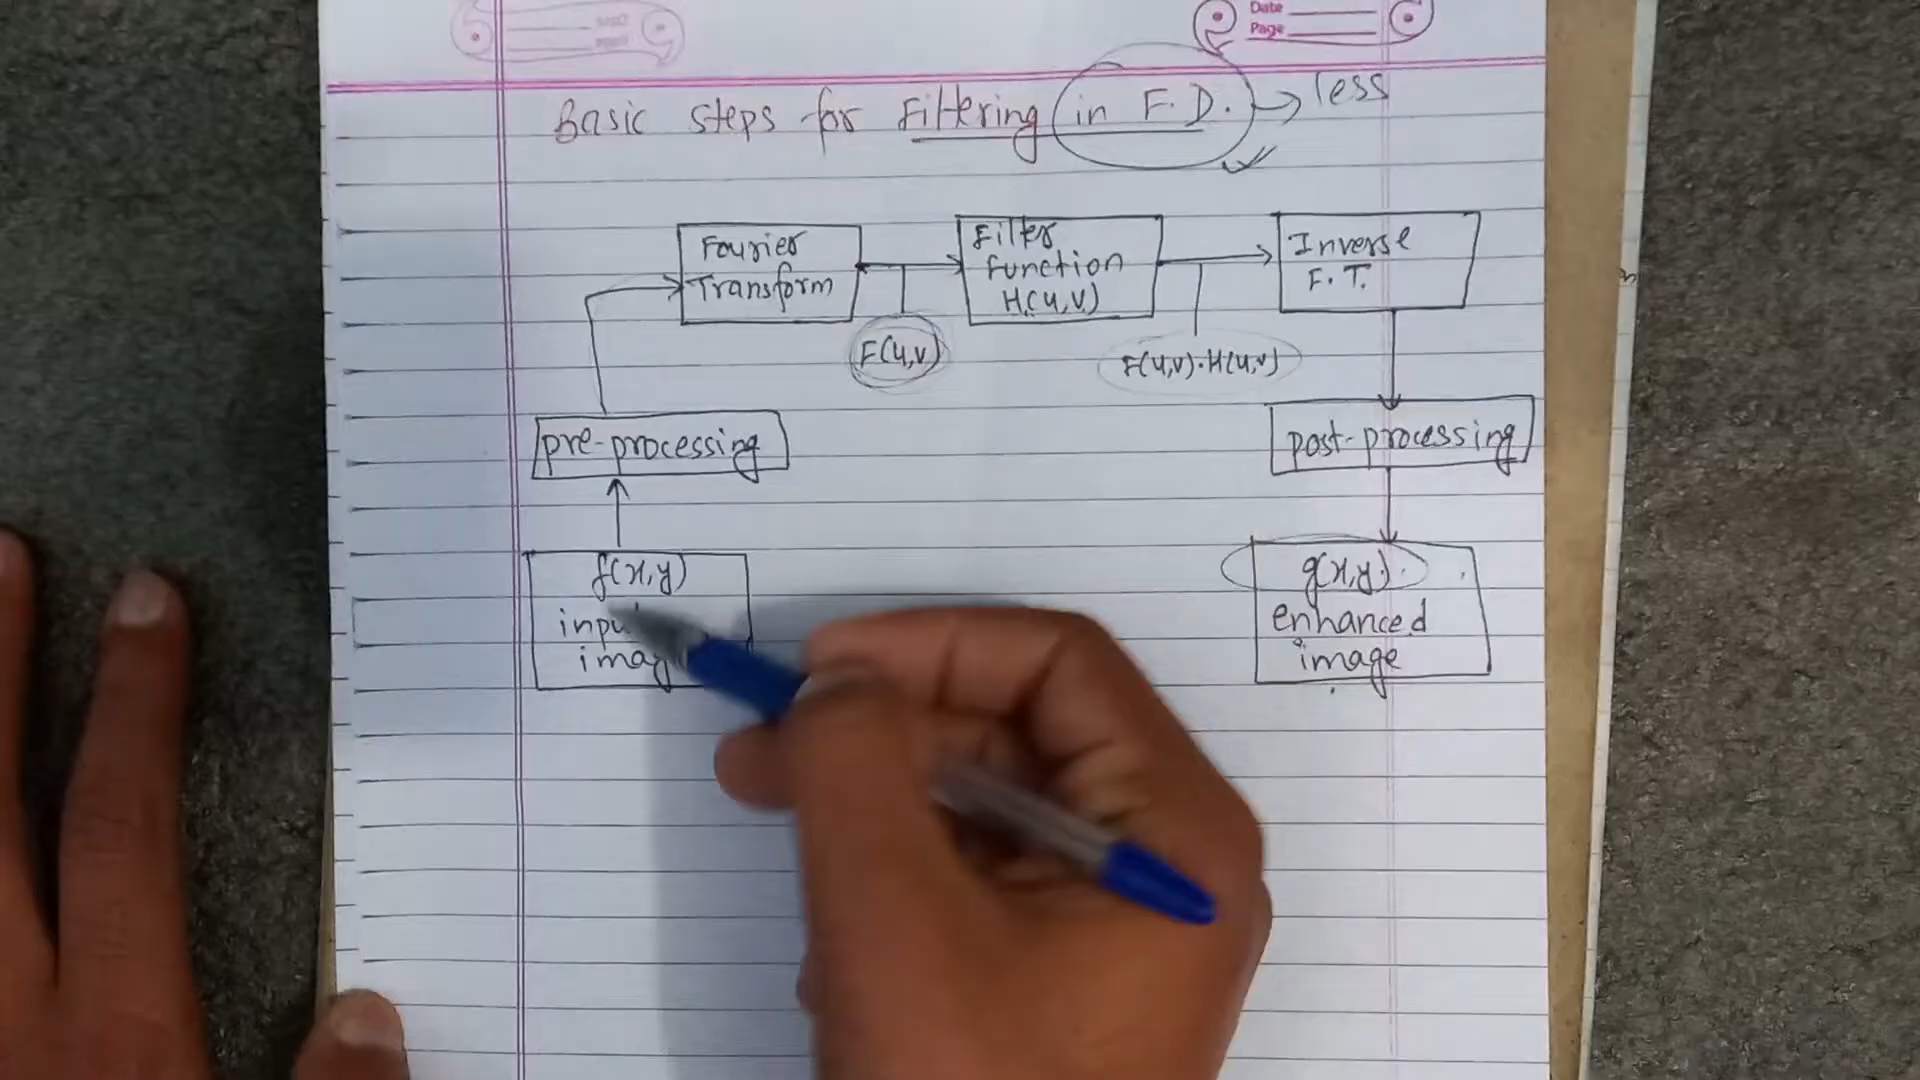 Date
Page
Basic steps for Filtering in F.D. → less
Fourier
Transform
Filter
Function
H(u,v)
Inverse
F.T.
F(u,v)
F(u,v).H(u,v)
pre-processing
post-processing
f(x,y)
g(x,y)
enhanced
image